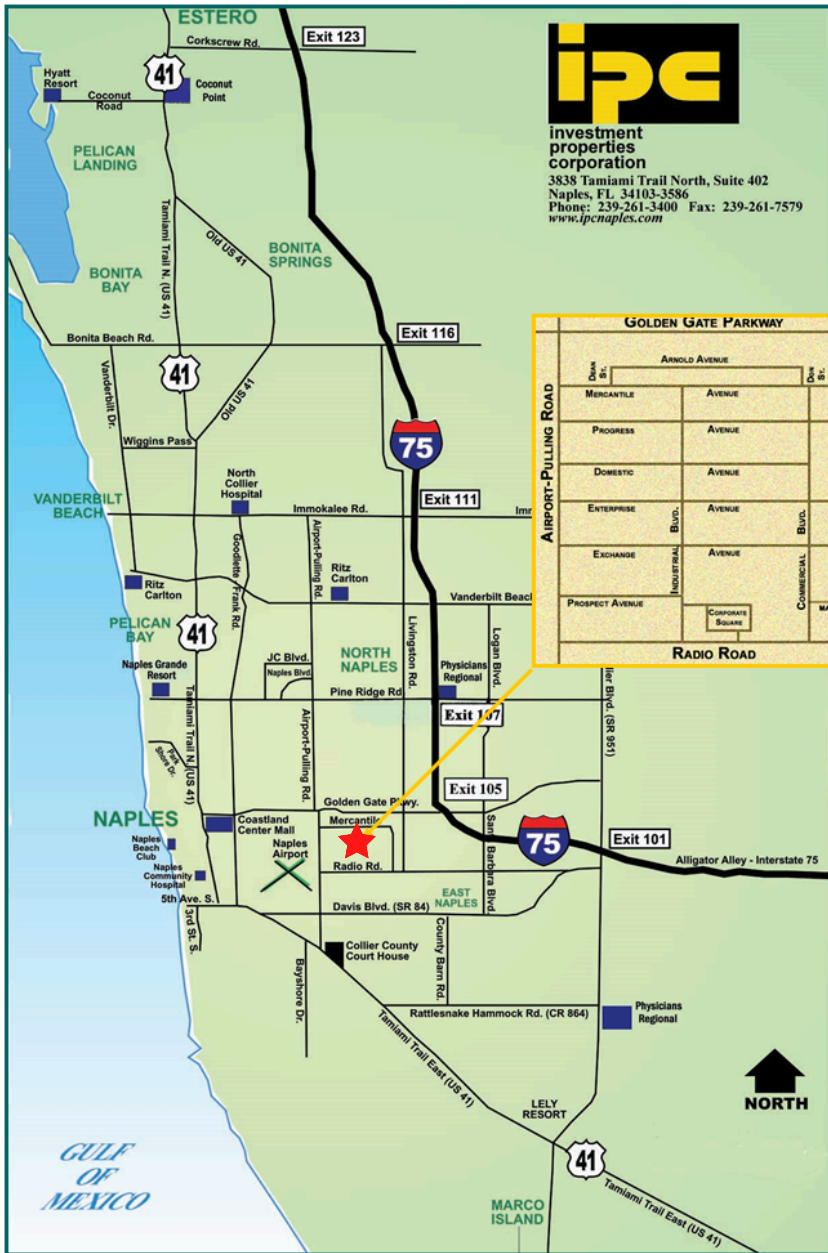 ESTERO
Corkscrew Rd.
Exit 123
41
Hyatt
Resort
Coconut
Point
Coconut
Road
ipc
investment
properties
corporation
3838 Tamiami Trail North, Suite 402
Naples, FL 34103-3586
Phone: 239-261-3400 Fax: 239-261-7579
www.ipcnaples.com
PELICAN
LANDING
Tamiami Trail N. (US 41)
Old US 41
BONITA
SPRINGS
BONITA
BAY
Bonita Beach Rd.
Exit 116
41
Vanderbilt Dr.
Old US 41
Wiggins Pass
75
GOLDEN GATE PARKWAY
AIRPORT-PULLING ROAD
DEAN
ST.
ARNOLD AVENUE
DON
ST.
MERCANTILE AVENUE
PROGRESS AVENUE
DOMESTIC AVENUE
ENTERPRISE AVENUE
INDUSTRIAL BLVD.
COMMERCIAL BLVD.
EXCHANGE AVENUE
PROSPECT AVENUE
CORPORATE
SQUARE
MA
RADIO ROAD
North
Collier
Hospital
Exit 111
VANDERBILT
BEACH
Immokalee Rd.
Imm
Goodlette Frank Rd.
Airport-Pulling Rd.
Ritz
Carlton
Ritz
Carlton
Vanderbilt Beach
PELICAN
BAY
41
Livingston Rd.
Logan Blvd.
NORTH
NAPLES
JC Blvd.
Naples Blvd.
Naples Grande
Resort
Physicians
Regional
Pine Ridge Rd.
Exit 107
lier Blvd. (SR 951)
Tamiami Trail N. (US 41)
Park
Shore Dr.
Airport-Pulling Rd.
Exit 105
Golden Gate Pkwy.
NAPLES
Coastland
Center Mall
Mercantile
Naples
Airport
Santa Barbara Blvd.
75
Exit 101
Alligator Alley - Interstate 75
Naples
Beach
Club
Naples
Community
Hospital
Radio Rd.
EAST
NAPLES
5th Ave. S.
Davis Blvd. (SR 84)
3rd St. S.
Collier County
Court House
County Barn Rd.
Bayshore Dr.
Rattlesnake Hammock Rd. (CR 864)
Physicians
Regional
Tamiami Trail East (US 41)
NORTH
LELY
RESORT
41
Tamiami Trail East (US 41)
GULF
OF
MEXICO
MARCO
ISLAND